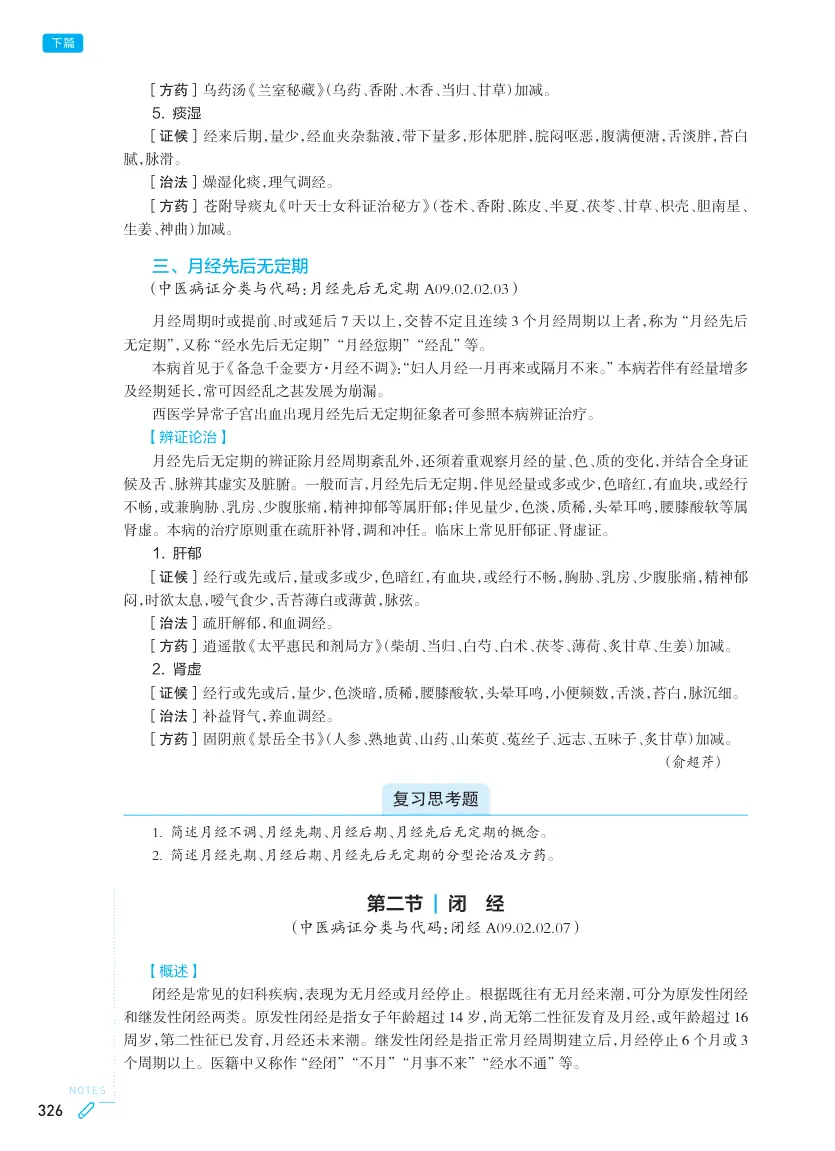 下篇
［方药］乌药汤《兰室秘藏》（乌药、香附、木香、当归、甘草）加减。
5. 痰湿
［证候］经来后期，量少，经血夹杂黏液，带下量多，形体肥胖，脘闷呕恶，腹满便溏，舌淡胖，苔白
腻，脉滑。
［治法］燥湿化痰，理气调经。
［方药］苍附导痰丸《叶天士女科证治秘方》（苍术、香附、陈皮、半夏、茯苓、甘草、枳壳、胆南星、
生姜、神曲）加减。
三、月经先后无定期
（中医病证分类与代码：月经先后无定期 A09.02.02.03）
月经周期时或提前、时或延后 7 天以上，交替不定且连续 3 个月经周期以上者，称为“月经先后
无定期”，又称“经水先后无定期”“月经愆期”“经乱”等。
本病首见于《备急千金要方·月经不调》：“妇人月经一月再来或隔月不来。”本病若伴有经量增多
及经期延长，常可因经乱之甚发展为崩漏。
西医学异常子宫出血出现月经先后无定期征象者可参照本病辨证治疗。
【辨证论治】
月经先后无定期的辨证除月经周期紊乱外，还须着重观察月经的量、色、质的变化，并结合全身证
候及舌、脉辨其虚实及脏腑。一般而言，月经先后无定期，伴见经量或多或少，色暗红，有血块，或经行
不畅，或兼胸胁、乳房、少腹胀痛，精神抑郁等属肝郁；伴见量少，色淡，质稀，头晕耳鸣，腰膝酸软等属
肾虚。本病的治疗原则重在疏肝补肾，调和冲任。临床上常见肝郁证、肾虚证。
1. 肝郁
［证候］经行或先或后，量或多或少，色暗红，有血块，或经行不畅，胸胁、乳房、少腹胀痛，精神郁
闷，时欲太息，嗳气食少，舌苔薄白或薄黄，脉弦。
［治法］疏肝解郁，和血调经。
［方药］逍遥散《太平惠民和剂局方》（柴胡、当归、白芍、白术、茯苓、薄荷、炙甘草、生姜）加减。
2. 肾虚
［证候］经行或先或后，量少，色淡暗，质稀，腰膝酸软，头晕耳鸣，小便频数，舌淡，苔白，脉沉细。
［治法］补益肾气，养血调经。
［方药］固阴煎《景岳全书》（人参、熟地黄、山药、山茱萸、菟丝子、远志、五味子、炙甘草）加减。
（俞超芹）
复习思考题
1. 简述月经不调、月经先期、月经后期、月经先后无定期的概念。
2. 简述月经先期、月经后期、月经先后无定期的分型论治及方药。
第二节｜闭　经
（中医病证分类与代码：闭经 A09.02.02.07）
【概述】
闭经是常见的妇科疾病，表现为无月经或月经停止。根据既往有无月经来潮，可分为原发性闭经
和继发性闭经两类。原发性闭经是指女子年龄超过 14 岁，尚无第二性征发育及月经，或年龄超过 16
周岁，第二性征已发育，月经还未来潮。继发性闭经是指正常月经周期建立后，月经停止 6 个月或 3
个周期以上。医籍中又称作“经闭”“不月”“月事不来”“经水不通”等。
NOTES
326